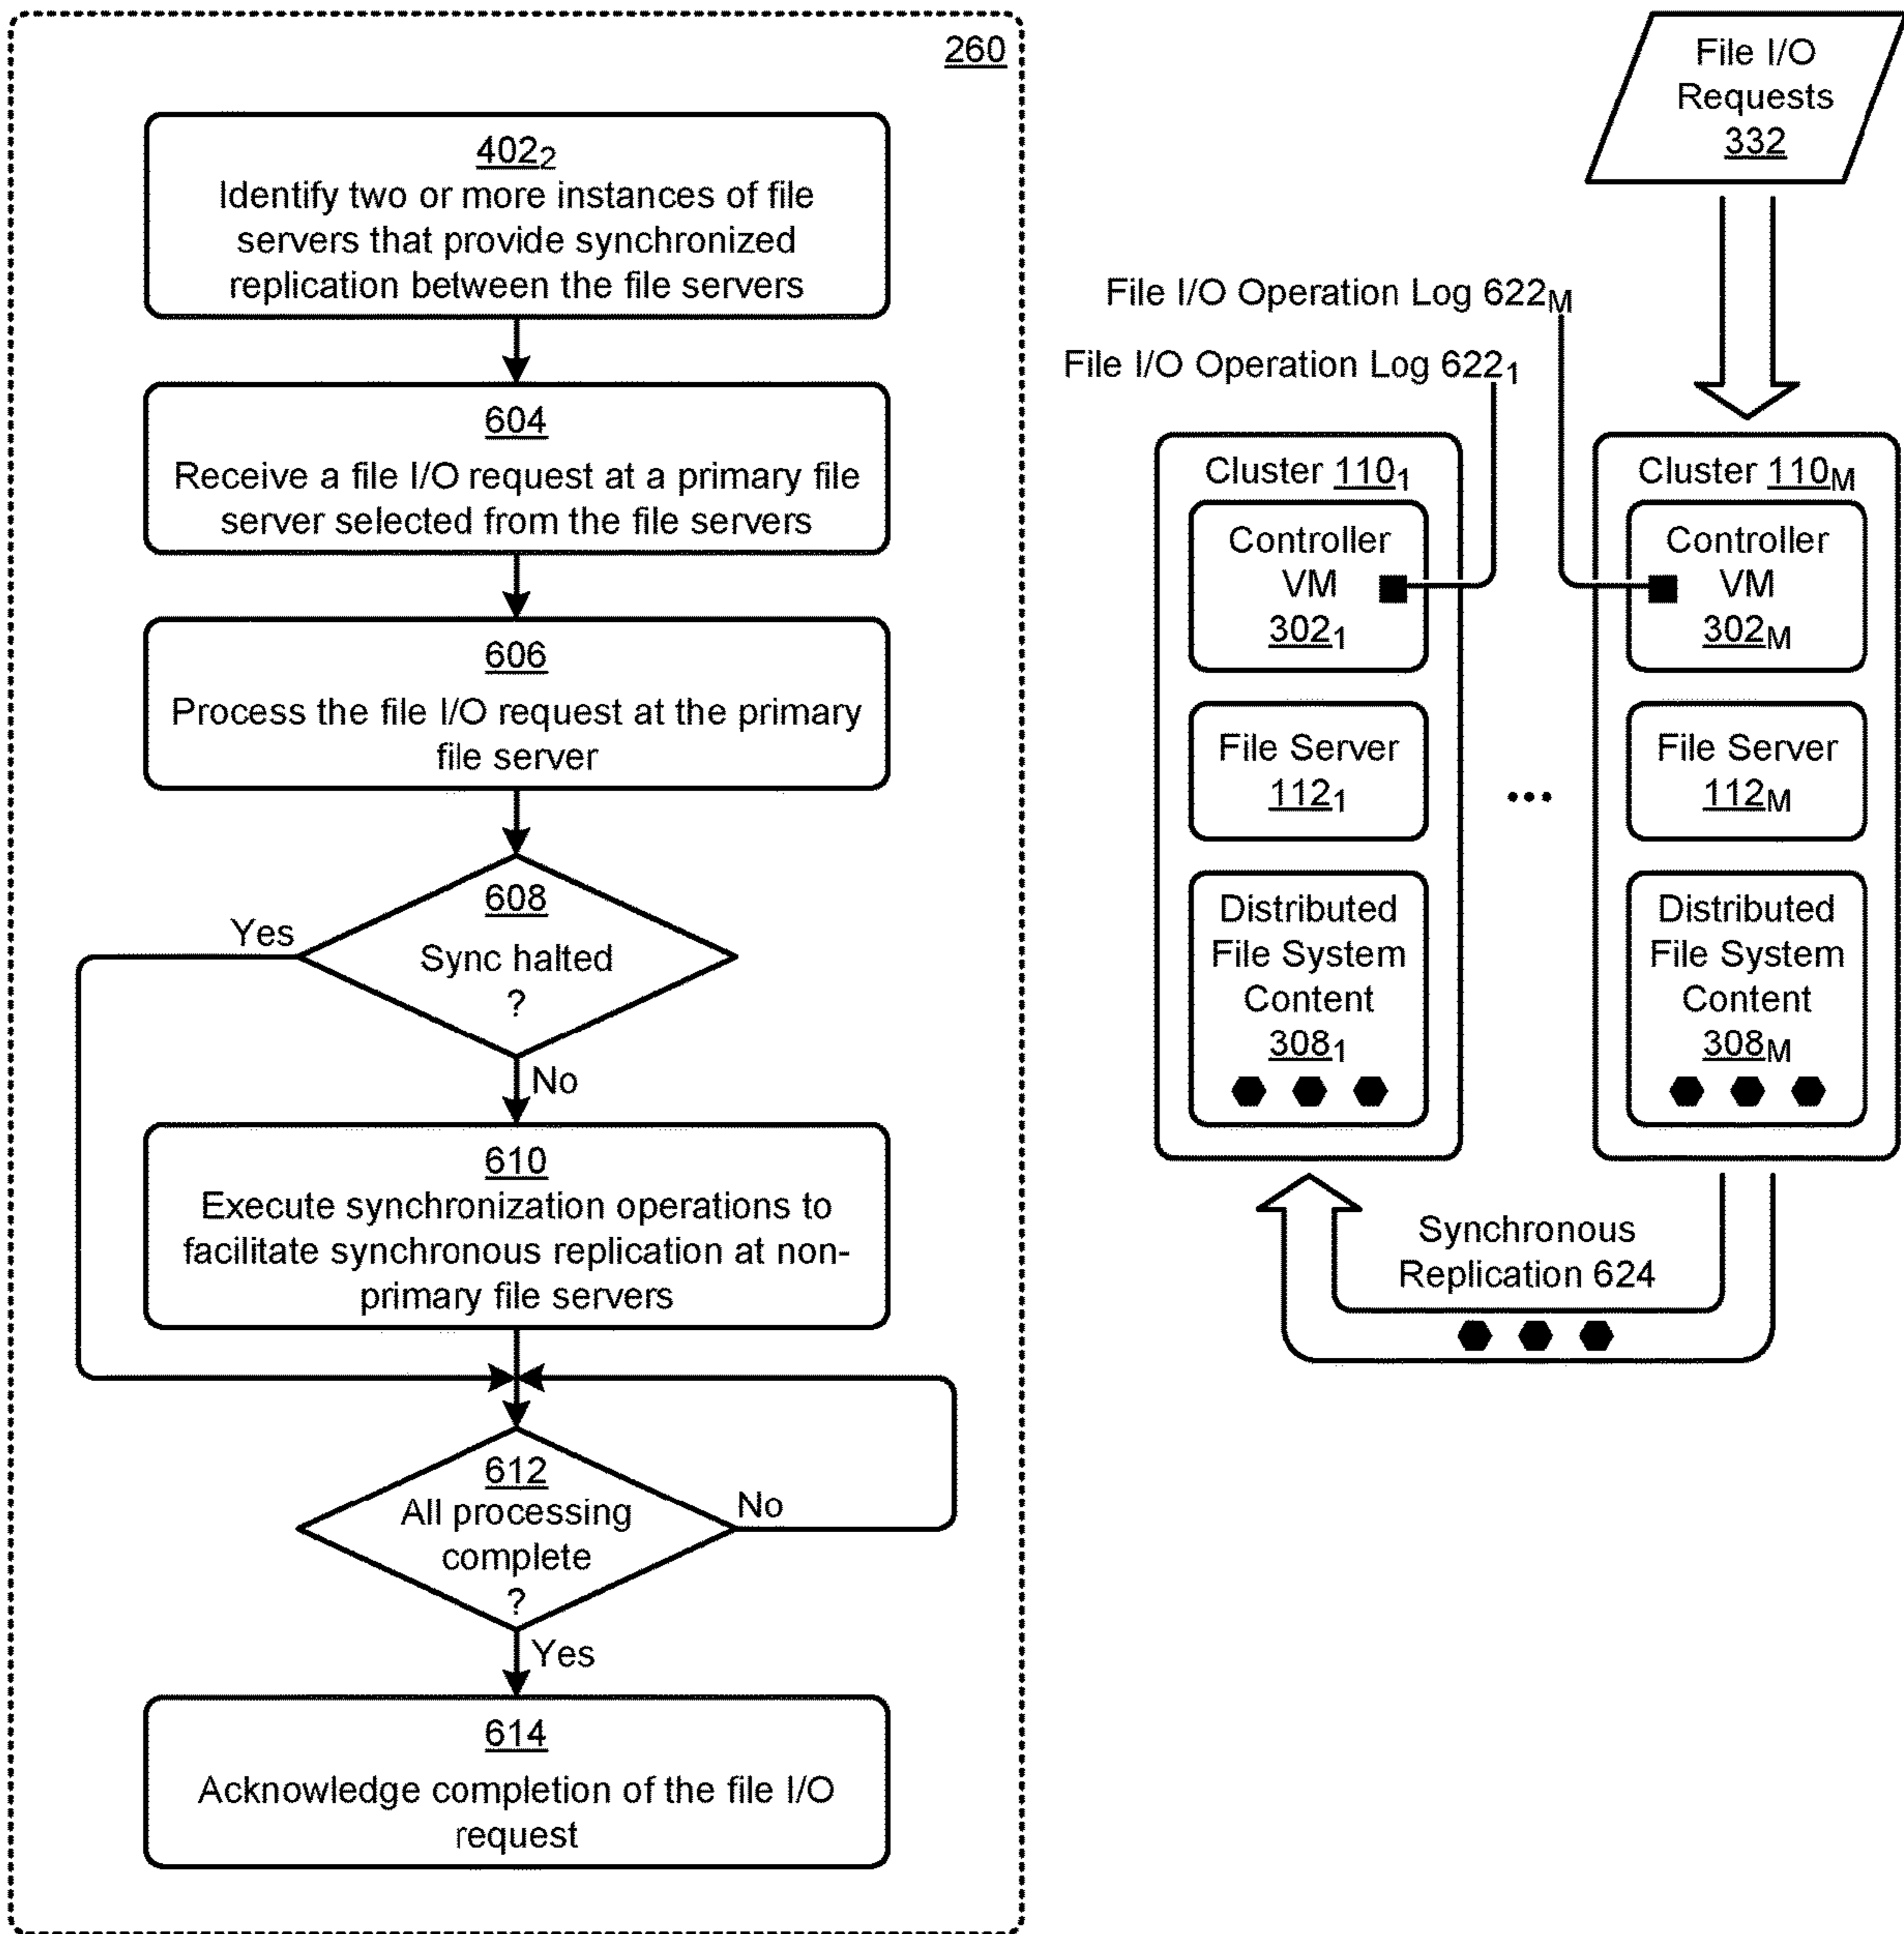 260
402₂
Identify two or more instances of file
servers that provide synchronized
replication between the file servers
604
Receive a file I/O request at a primary file
server selected from the file servers
606
Process the file I/O request at the primary
file server
608
Sync halted
?
Yes
No
610
Execute synchronization operations to
facilitate synchronous replication at non-
primary file servers
612
All processing
complete
?
No
Yes
614
Acknowledge completion of the file I/O
request
File I/O
Requests
332
File I/O Operation Log 622M
File I/O Operation Log 622₁
Cluster 110₁
Controller
VM
302₁
File Server
112₁
Distributed
File System
Content
308₁
...
Cluster 110M
Controller
VM
302M
File Server
112M
Distributed
File System
Content
308M
Synchronous
Replication 624